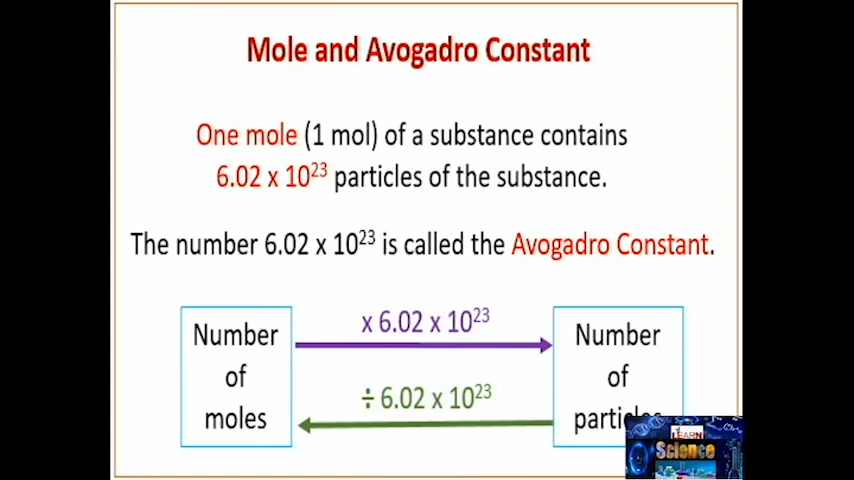 Mole and Avogadro Constant
One mole (1 mol) of a substance contains
6.02 x 10²³ particles of the substance.
The number 6.02 x 10²³ is called the Avogadro Constant.
Number
of
moles
x 6.02 x 10²³
÷ 6.02 x 10²³
Number
of
particles
LEARN
Science